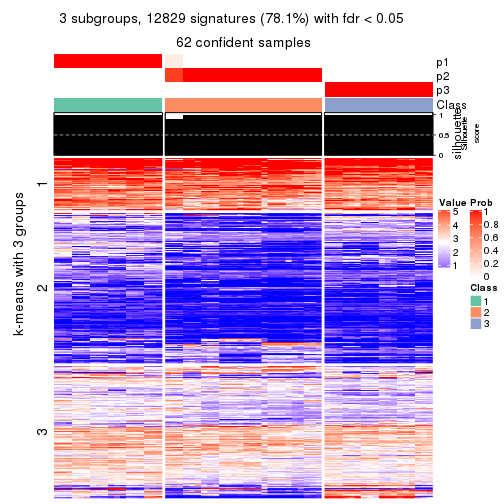 3 subgroups, 12829 signatures (78.1%) with fdr < 0.05
62 confident samples
p1
p2
p3
Class
1
0.5
0
silhouette
Silhouette
score
k-means with 3 groups
1
2
3
Value
5
4
3
2
1
Prob
1
0.8
0.6
0.4
0.2
0
Class
1
2
3